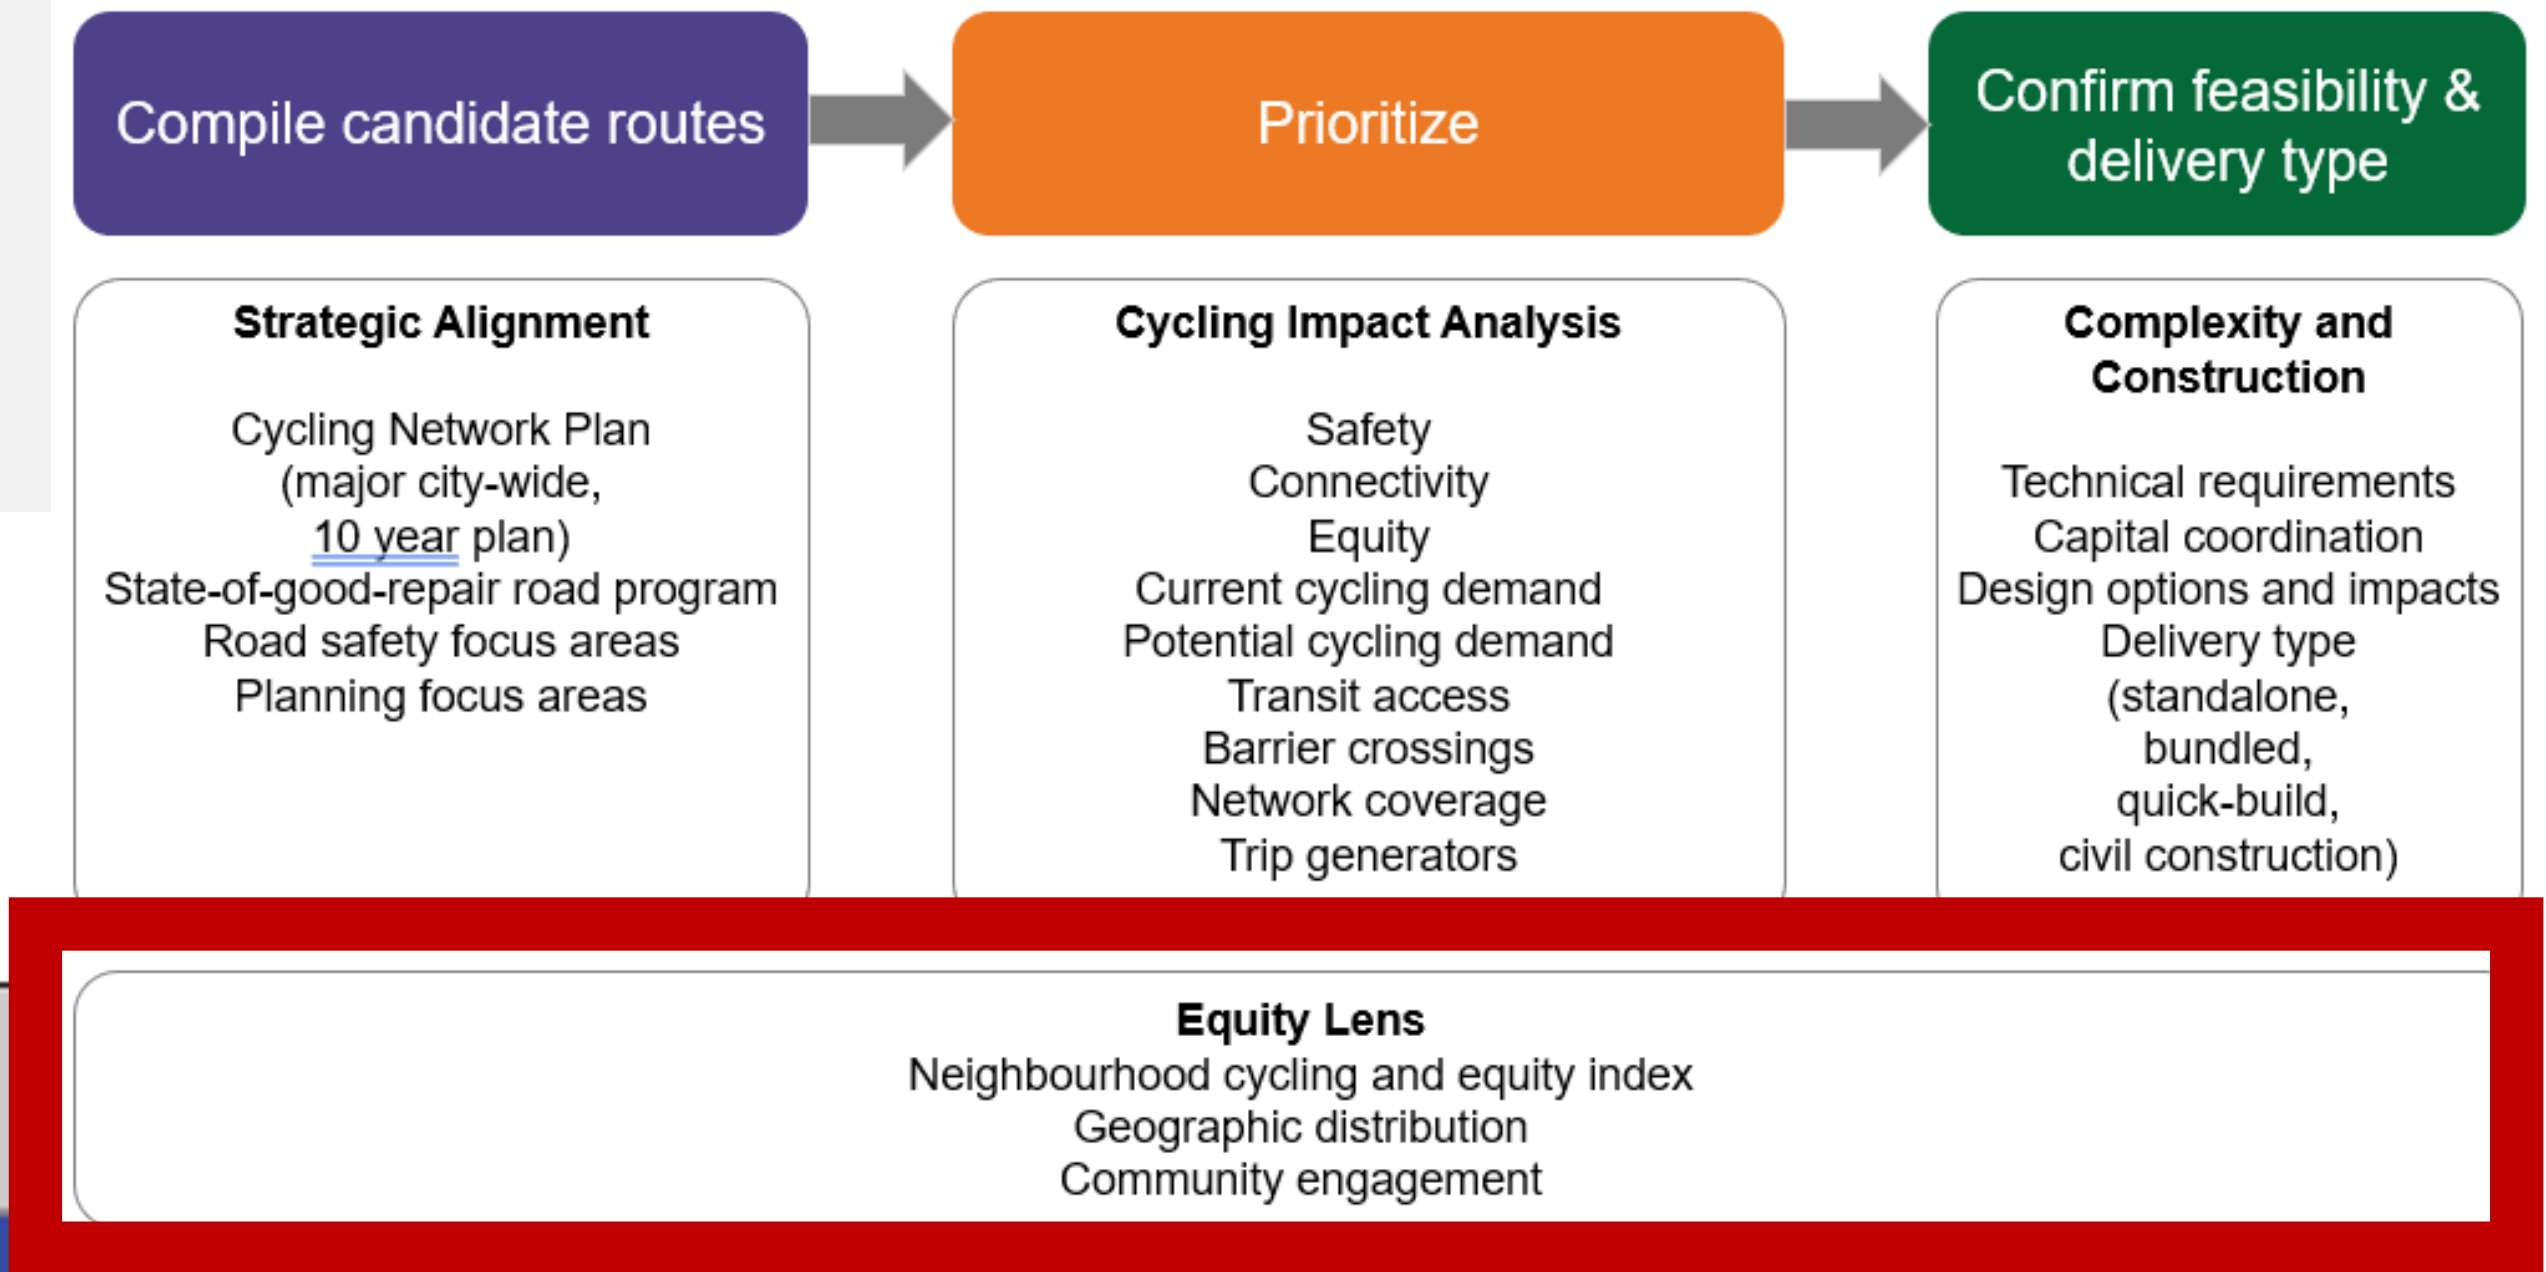 Compile candidate routes
Prioritize
Confirm feasibility &
delivery type
Strategic Alignment
Cycling Network Plan
(major city-wide,
10 year plan)
State-of-good-repair road program
Road safety focus areas
Planning focus areas
Cycling Impact Analysis
Safety
Connectivity
Equity
Current cycling demand
Potential cycling demand
Transit access
Barrier crossings
Network coverage
Trip generators
Complexity and
Construction
Technical requirements
Capital coordination
Design options and impacts
Delivery type
(standalone,
bundled,
quick-build,
civil construction)
Equity Lens
Neighbourhood cycling and equity index
Geographic distribution
Community engagement